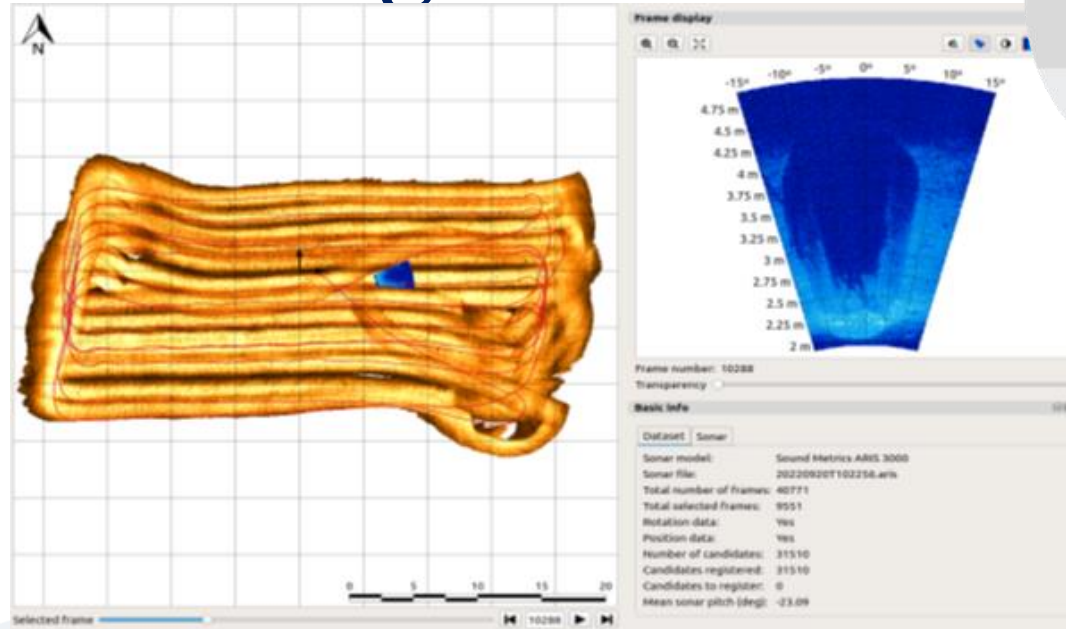 N
0 5 10 15 20
Selected frame 10288
Frame display
-15° -10° -5° 0° 5° 10° 15°
4.75 m
4.5 m
4.25 m
4 m
3.75 m
3.5 m
3.25 m
3 m
2.75 m
2.5 m
2.25 m
2 m
Frame number: 10288
Transparency
Basic Info
Dataset Sonar
Sonar model: Sound Metrics ARIS 3000
Sonar file: 20220920T102256.aris
Total number of frames: 40771
Total selected frames: 9551
Rotation data: Yes
Position data: Yes
Number of candidates: 31510
Candidates registered: 31510
Candidates to register: 0
Mean sonar pitch (deg): -23.09